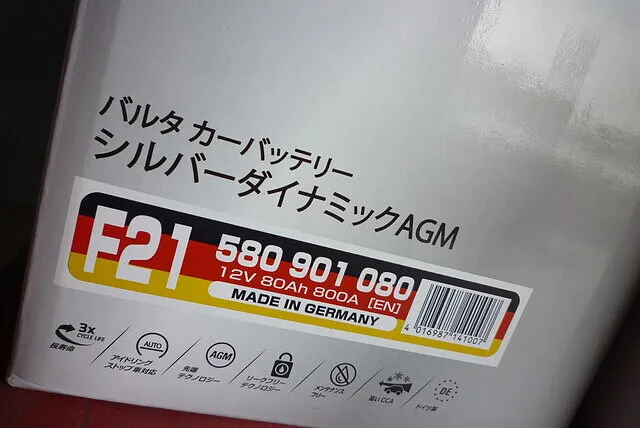 バルタ カーバッテリー
シルバーダイナミックAGM
F21
580 901 080
12V 80Ah 800A [EN]
MADE IN GERMANY
4 016987 141007
3x
CYCLE LIFE
長寿命
AUTO
アイドリング
ストップ車対応
AGM
先端
テクノロジー
リークフリー
テクノロジー
メンテナンス
フリー
高いCCA
DE
ドイツ製